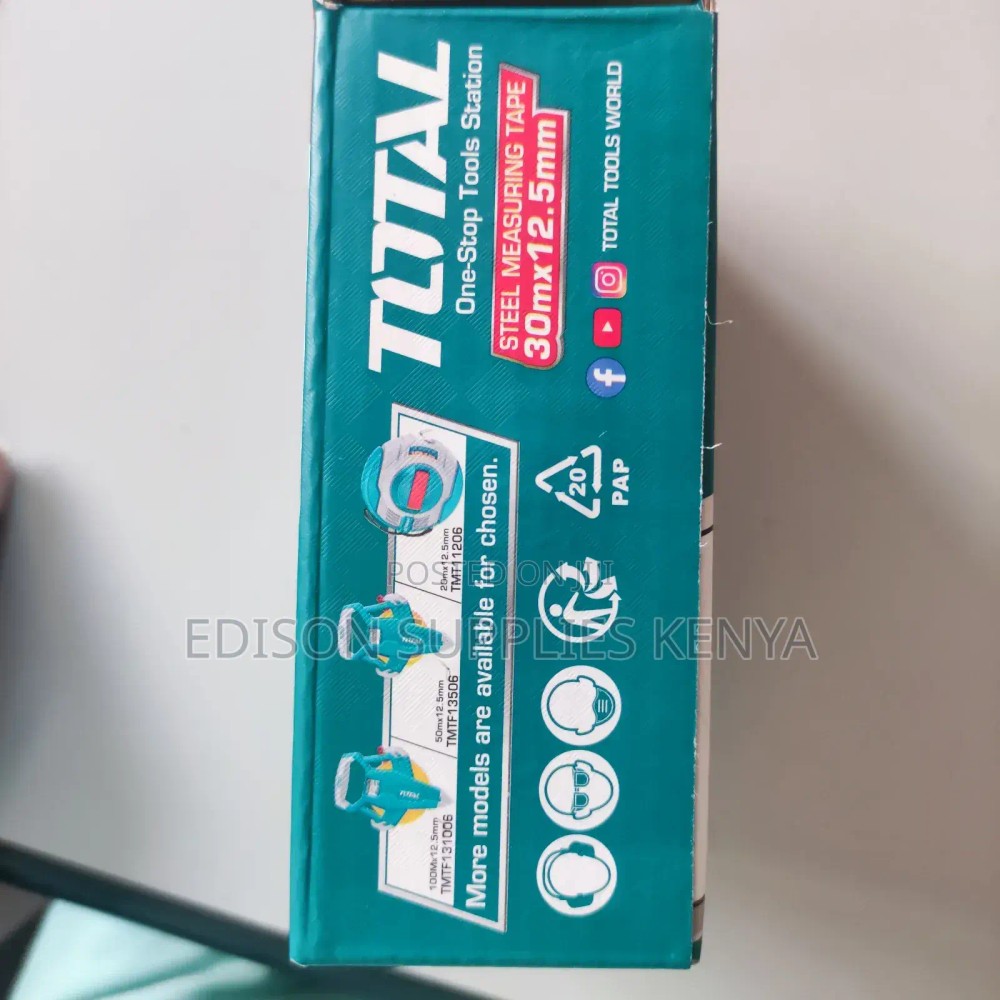 TOTAL
One-Stop Tools Station
STEEL MEASURING TAPE
30mx12.5mm
TOTAL TOOLS WORLD
100Mx12.5mm
TMTF131006
50mx12.5mm
TMTF13506
20mx12.5mm
TMT11206
More models are available for chosen.
20
PAP
EDISON SUPPLIES KENYA